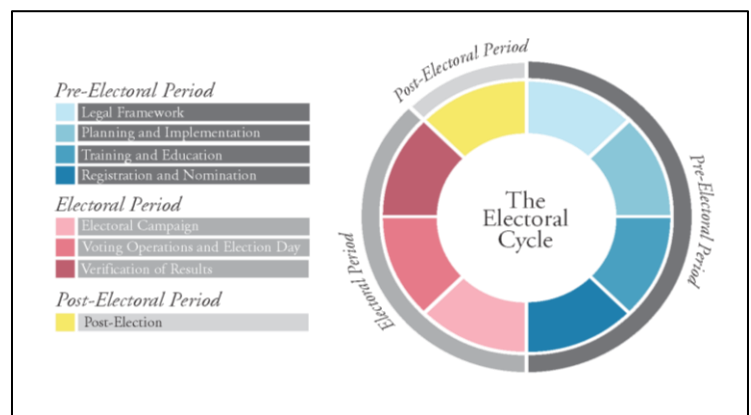 Pre-Electoral Period
Legal Framework
Planning and Implementation
Training and Education
Registration and Nomination
Electoral Period
Electoral Campaign
Voting Operations and Election Day
Verification of Results
Post-Electoral Period
Post-Election
Post-Electoral Period
Pre-Electoral Period
Electoral Period
The
Electoral
Cycle